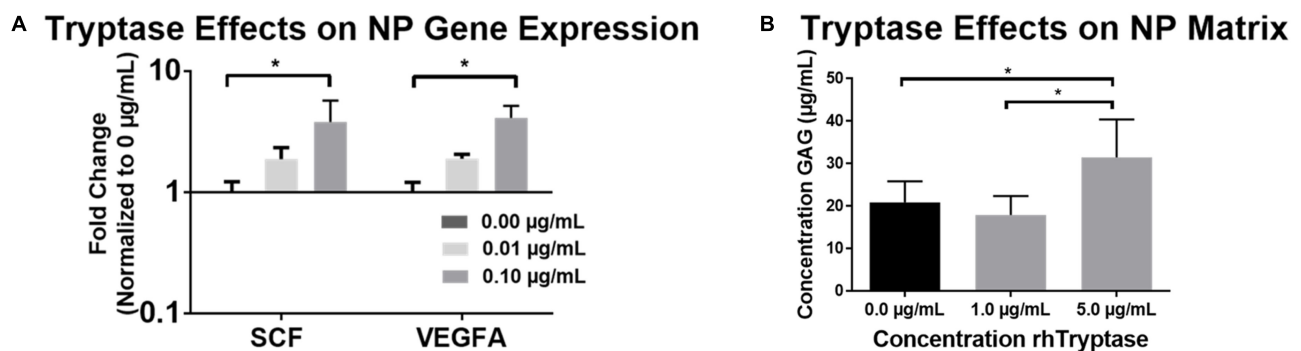 A Tryptase Effects on NP Gene Expression
Fold Change
(Normalized to 0 µg/mL)
10
1
0.1
*
*
0.00 µg/mL
0.01 µg/mL
0.10 µg/mL
SCF VEGFA
B Tryptase Effects on NP Matrix
Concentration GAG (µg/mL)
50
40
30
20
10
0
*
*
0.0 µg/mL 1.0 µg/mL 5.0 µg/mL
Concentration rhTryptase